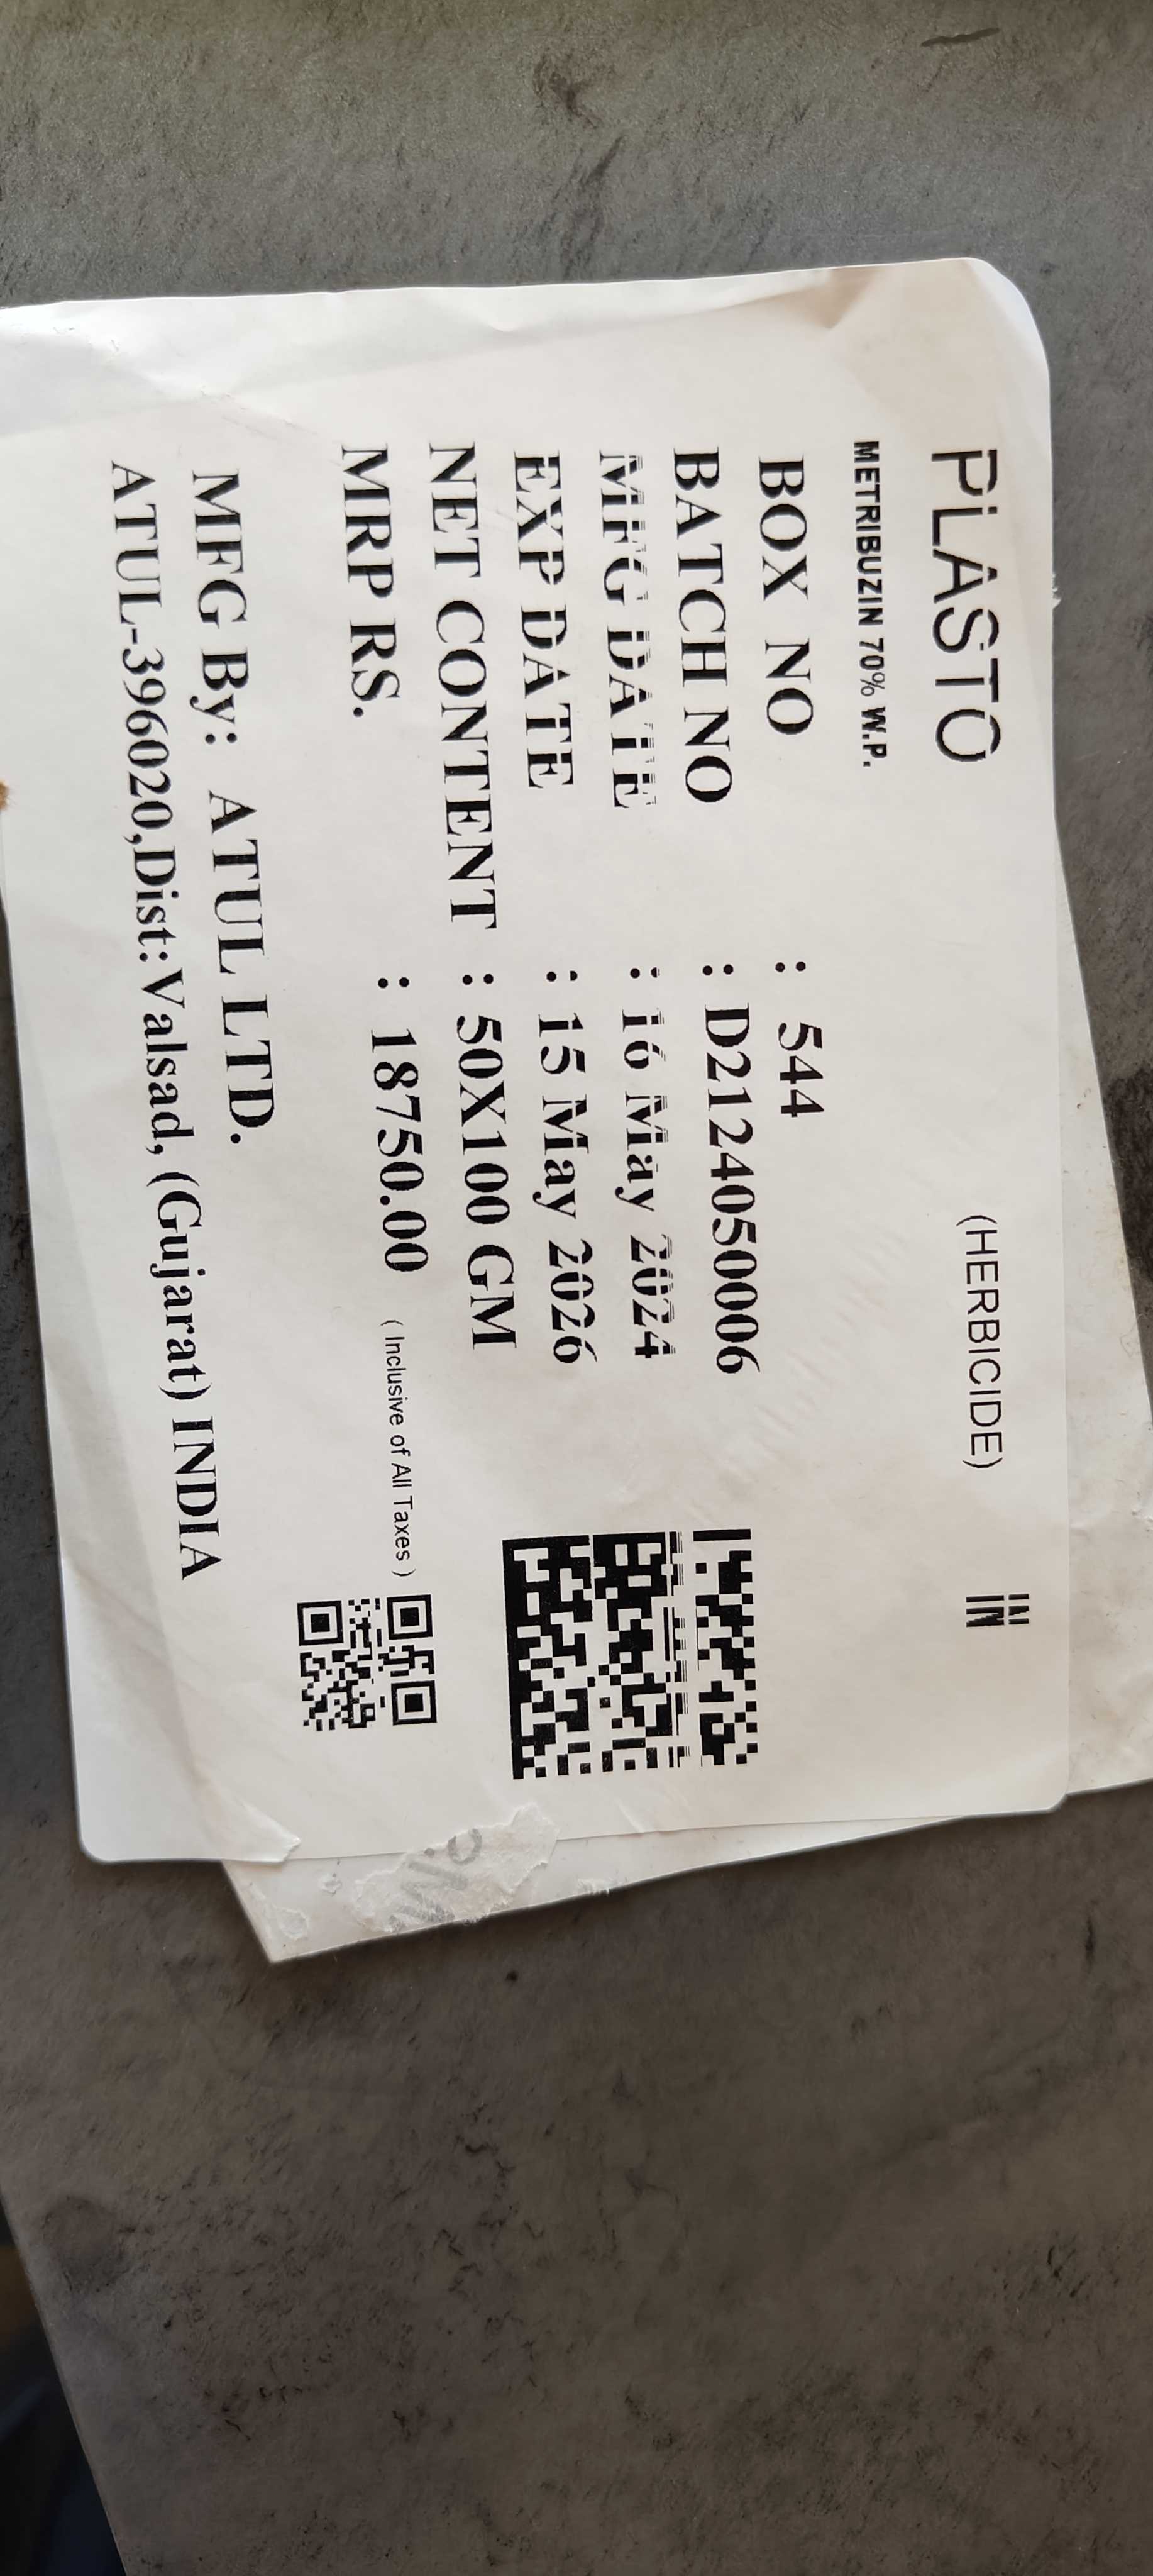 PLASTO (HERBICIDE) IN
METRIBUZIN 70% W.P.
BOX NO : 544
BATCH NO : D2124050006
MFG DATE : 16 May 2024
EXP DATE : 15 May 2026
NET CONTENT : 50X100 GM
MRP RS. : 18750.00 ( Inclusive of All Taxes )
MFG By: ATUL LTD.
ATUL-396020,Dist:Valsad, (Gujarat) INDIA